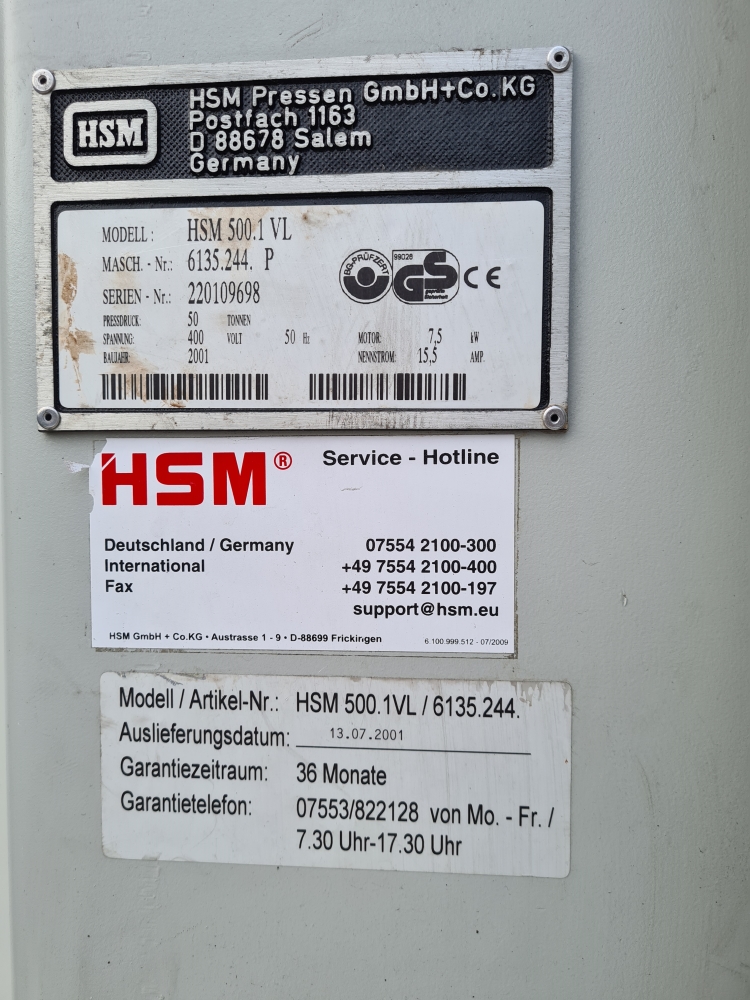 HSM
HSM Pressen GmbH+Co.KG
Postfach 1163
D 88678 Salem
Germany
MODELL : HSM 500.1 VL
MASCH. - Nr.: 6135.244. P
SERIEN - Nr.: 220109698
PRESSDRUCK: 50 TONNEN
SPANNUNG: 400 VOLT 50 Hz MOTOR: 7,5 kW
BAUJAHR: 2001 NENNSTROM: 15,5 AMP.
BG-PRÜFZERT
99028
GS
CE
HSM® Service - Hotline
Deutschland / Germany 07554 2100-300
International +49 7554 2100-400
Fax +49 7554 2100-197
support@hsm.eu
HSM GmbH + Co.KG • Austrasse 1 - 9 • D-88699 Frickingen 6.100.999.512 - 07/2009
Modell / Artikel-Nr.: HSM 500.1VL / 6135.244.
Auslieferungsdatum: 13.07.2001
Garantiezeitraum: 36 Monate
Garantietelefon: 07553/822128 von Mo. - Fr. /
7.30 Uhr-17.30 Uhr